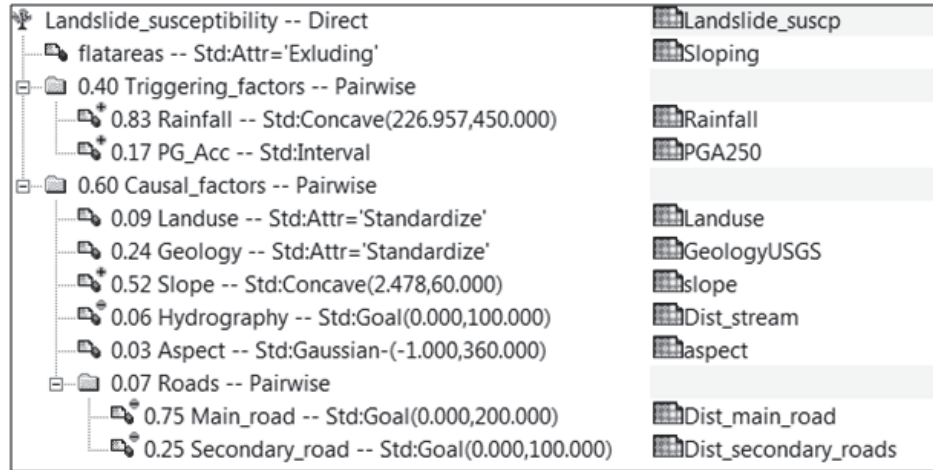 Landslide_susceptibility -- Direct Landslide_suscp
flatareas -- Std:Attr='Exluding' Sloping
0.40 Triggering_factors -- Pairwise
0.83 Rainfall -- Std:Concave(226.957,450.000) Rainfall
0.17 PG_Acc -- Std:Interval PGA250
0.60 Causal_factors -- Pairwise
0.09 Landuse -- Std:Attr='Standardize' Landuse
0.24 Geology -- Std:Attr='Standardize' GeologyUSGS
0.52 Slope -- Std:Concave(2.478,60.000) slope
0.06 Hydrography -- Std:Goal(0.000,100.000) Dist_stream
0.03 Aspect -- Std:Gaussian-(-1.000,360.000) aspect
0.07 Roads -- Pairwise
0.75 Main_road -- Std:Goal(0.000,200.000) Dist_main_road
0.25 Secondary_road -- Std:Goal(0.000,100.000) Dist_secondary_roads